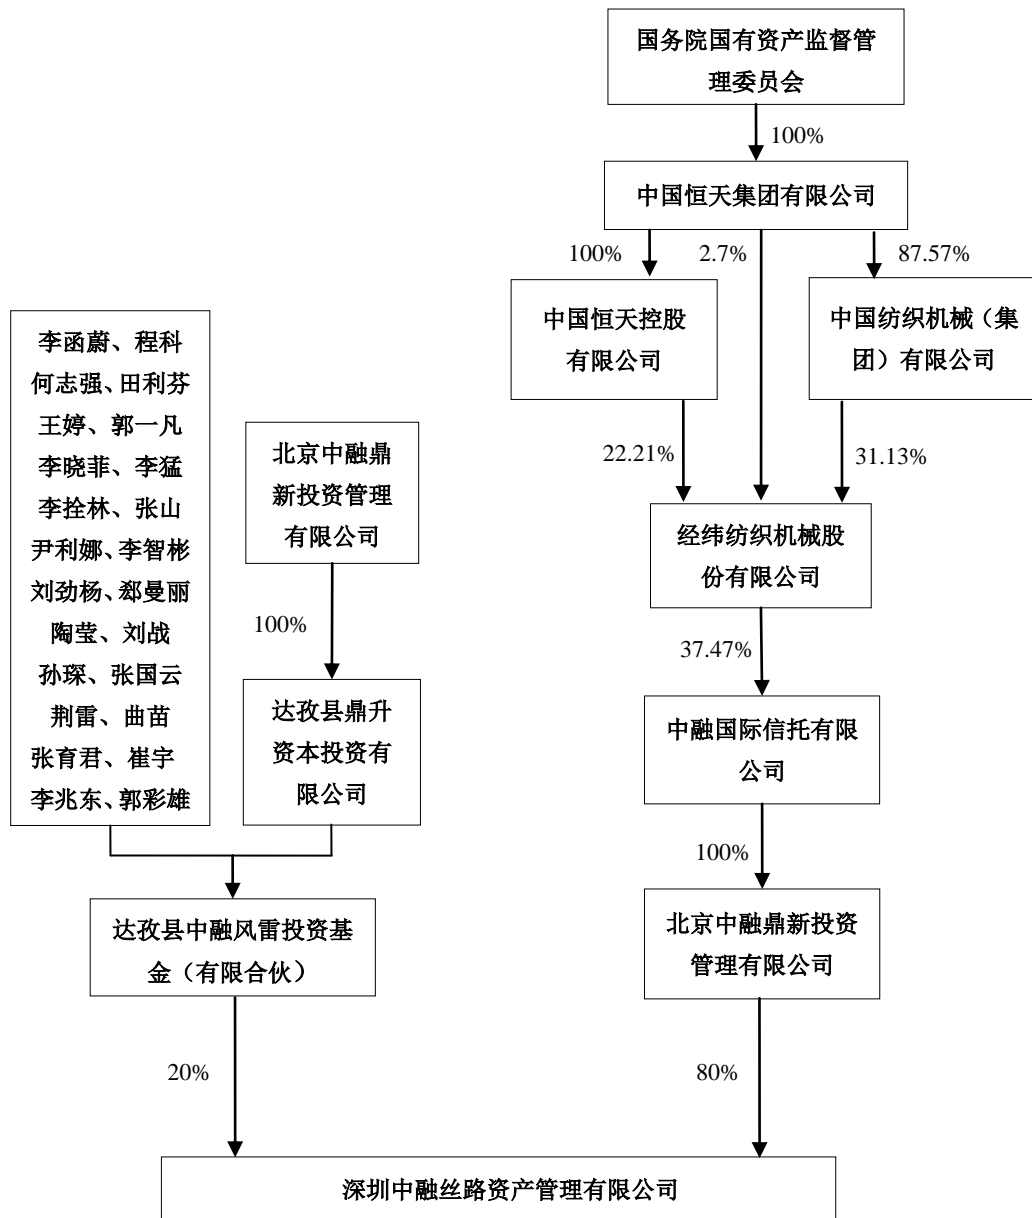 国务院国有资产监督管
理委员会
100%
中国恒天集团有限公司
100%
2.7%
87.57%
中国恒天控股
有限公司
中国纺织机械（集
团）有限公司
22.21%
31.13%
经纬纺织机械股
份有限公司
37.47%
中融国际信托有限
公司
100%
北京中融鼎新投资
管理有限公司
80%
李函蔚、程科
何志强、田利芬
王婷、郭一凡
李晓菲、李猛
李拴林、张山
尹利娜、李智彬
刘劲杨、郄曼丽
陶莹、刘战
孙琛、张国云
荆雷、曲苗
张育君、崔宇
李兆东、郭彩雄
北京中融鼎
新投资管理
有限公司
100%
达孜县鼎升
资本投资有
限公司
达孜县中融风雷投资基
金（有限合伙）
20%
深圳中融丝路资产管理有限公司